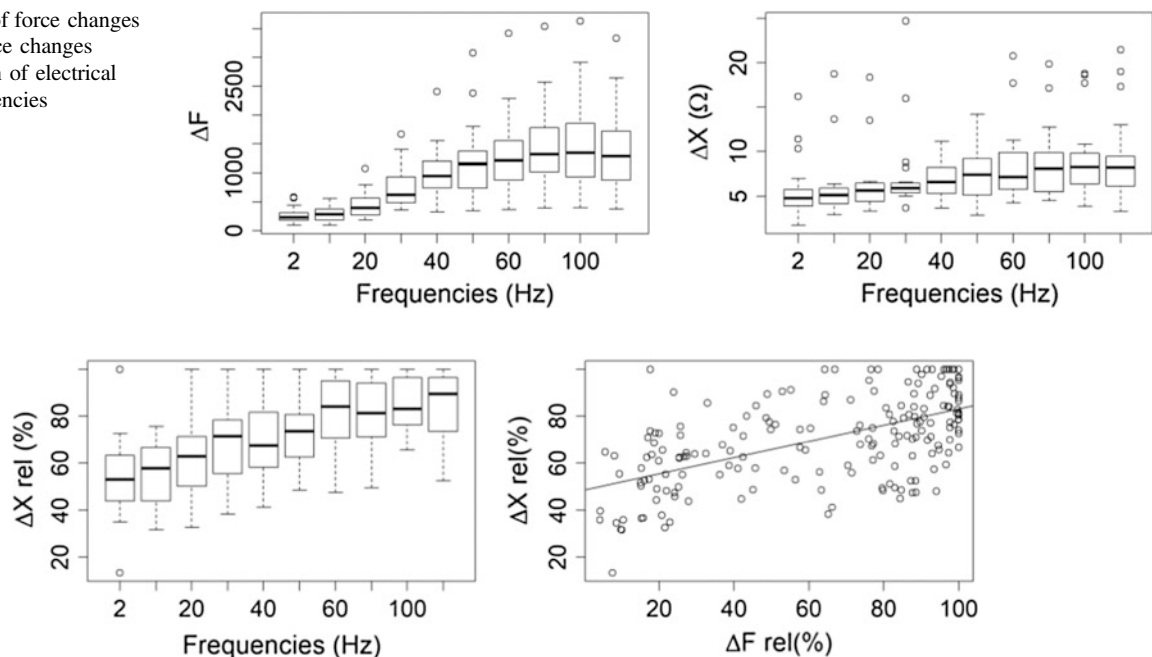 of force changes
ce changes
n of electrical
encies
ΔF
0 1000 2500
2 20 40 60 100
Frequencies (Hz)
ΔX (Ω)
5 10 20
2 20 40 60 100
Frequencies (Hz)
ΔX rel (%)
20 40 60 80
2 20 40 60 100
Frequencies (Hz)
ΔX rel(%)
20 40 60 80
20 40 60 80 100
ΔF rel(%)